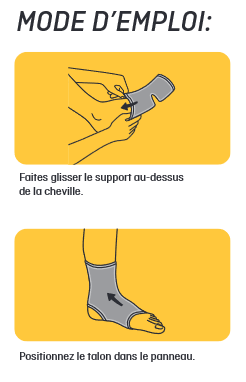 MODE D'EMPLOI:
Faites glisser le support au-dessus
de la cheville.
Positionnez le talon dans le panneau.